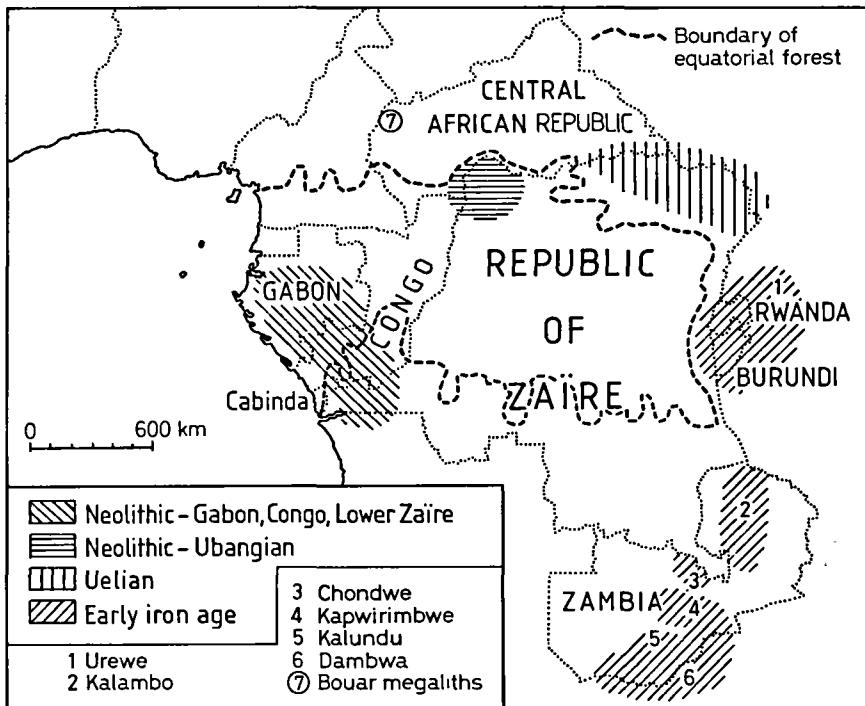 Boundary of
equatorial forest
CENTRAL
AFRICAN REPUBLIC
7
REPUBLIC
OF
ZAÏRE
GABON
CONGO
Cabinda
1
RWANDA
BURUNDI
0 600 km
2
3
ZAMBIA
4
5
6
Neolithic – Gabon, Congo, Lower Zaïre
Neolithic – Ubangian
Uelian
Early iron age
1 Urewe
2 Kalambo
3 Chondwe
4 Kapwirimbwe
5 Kalundu
6 Dambwa
7 Bouar megaliths